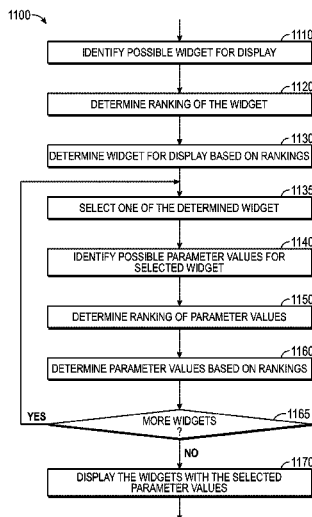 1100
1110
IDENTIFY POSSIBLE WIDGET FOR DISPLAY
1120
DETERMINE RANKING OF THE WIDGET
1130
DETERMINE WIDGET FOR DISPLAY BASED ON RANKINGS
1135
SELECT ONE OF THE DETERMINED WIDGET
1140
IDENTIFY POSSIBLE PARAMETER VALUES FOR
SELECTED WIDGET
1150
DETERMINE RANKING OF PARAMETER VALUES
1160
DETERMINE PARAMETER VALUES BASED ON RANKINGS
1165
YES
MORE WIDGETS
?
NO
1170
DISPLAY THE WIDGETS WITH THE SELECTED
PARAMETER VALUES